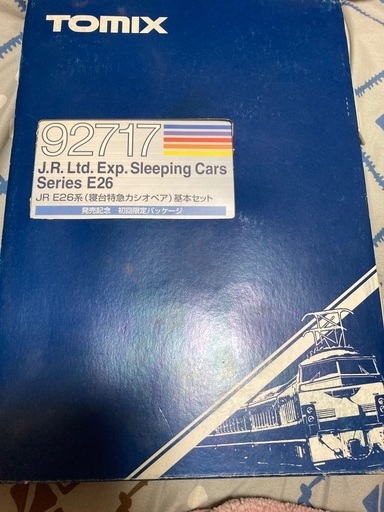 TOMIX
92717
J.R. Ltd. Exp. Sleeping Cars
Series E26
JR E26系(寝台特急カシオペア)基本セット
発売記念 初回限定パッケージ